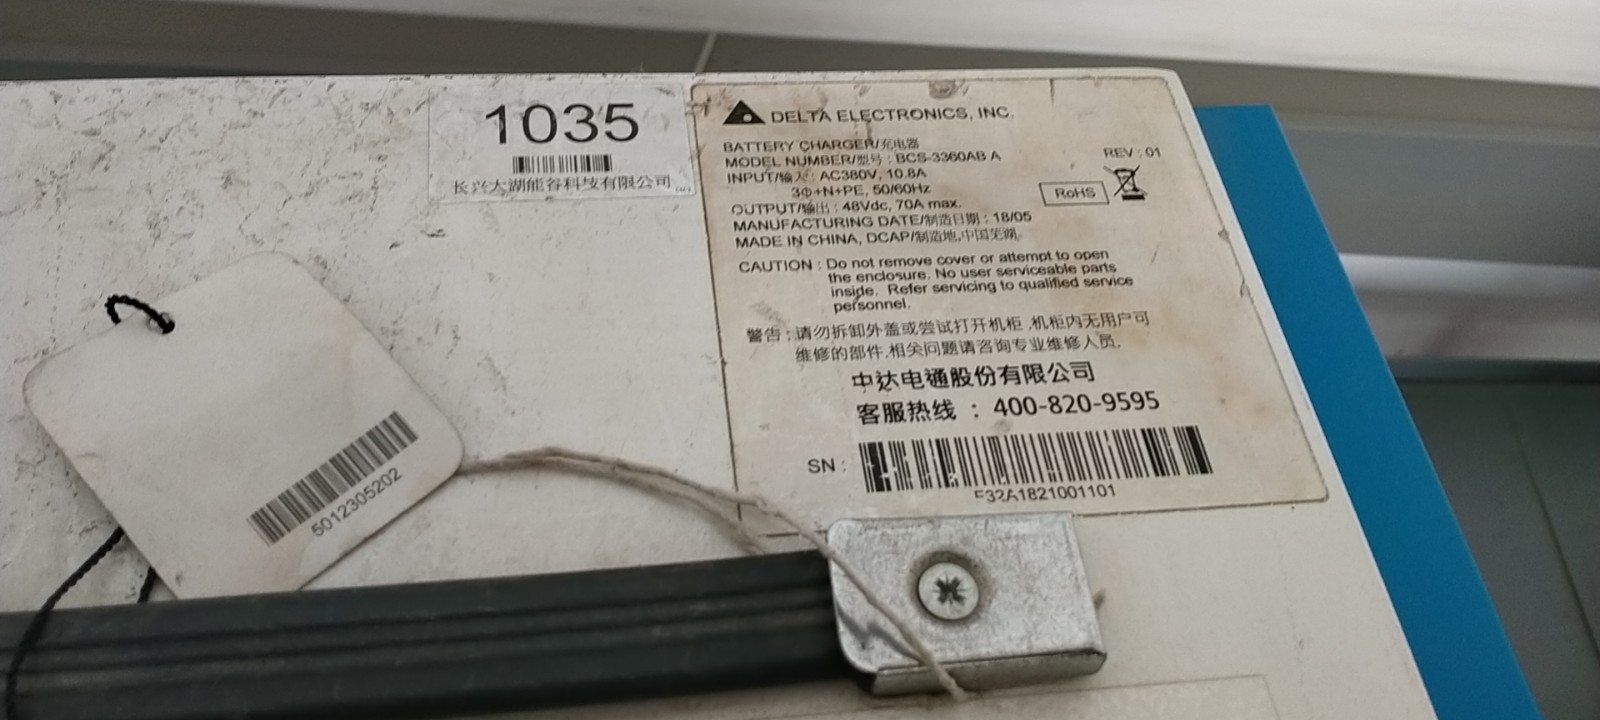 1035
长兴太湖能谷科技有限公司
DELTA ELECTRONICS, INC.
BATTERY CHARGER/充电器
MODEL NUMBER/型号 : BCS-3360AB A
REV : 01
INPUT/输入 : AC380V, 10.8A
3Φ+N+PE, 50/60Hz
RoHS
OUTPUT/输出 : 48Vdc, 70A max.
MANUFACTURING DATE/制造日期 : 18/05
MADE IN CHINA, DCAP/制造地,中国芜湖
CAUTION : Do not remove cover or attempt to open
the enclosure. No user serviceable parts
inside. Refer servicing to qualified service
personnel.
警告 : 请勿拆卸外盖或尝试打开机柜,机柜内无用户可
维修的部件,相关问题请咨询专业维修人员.
中达电通股份有限公司
客服热线 : 400-820-9595
SN :
E32A1821001101
5012305202